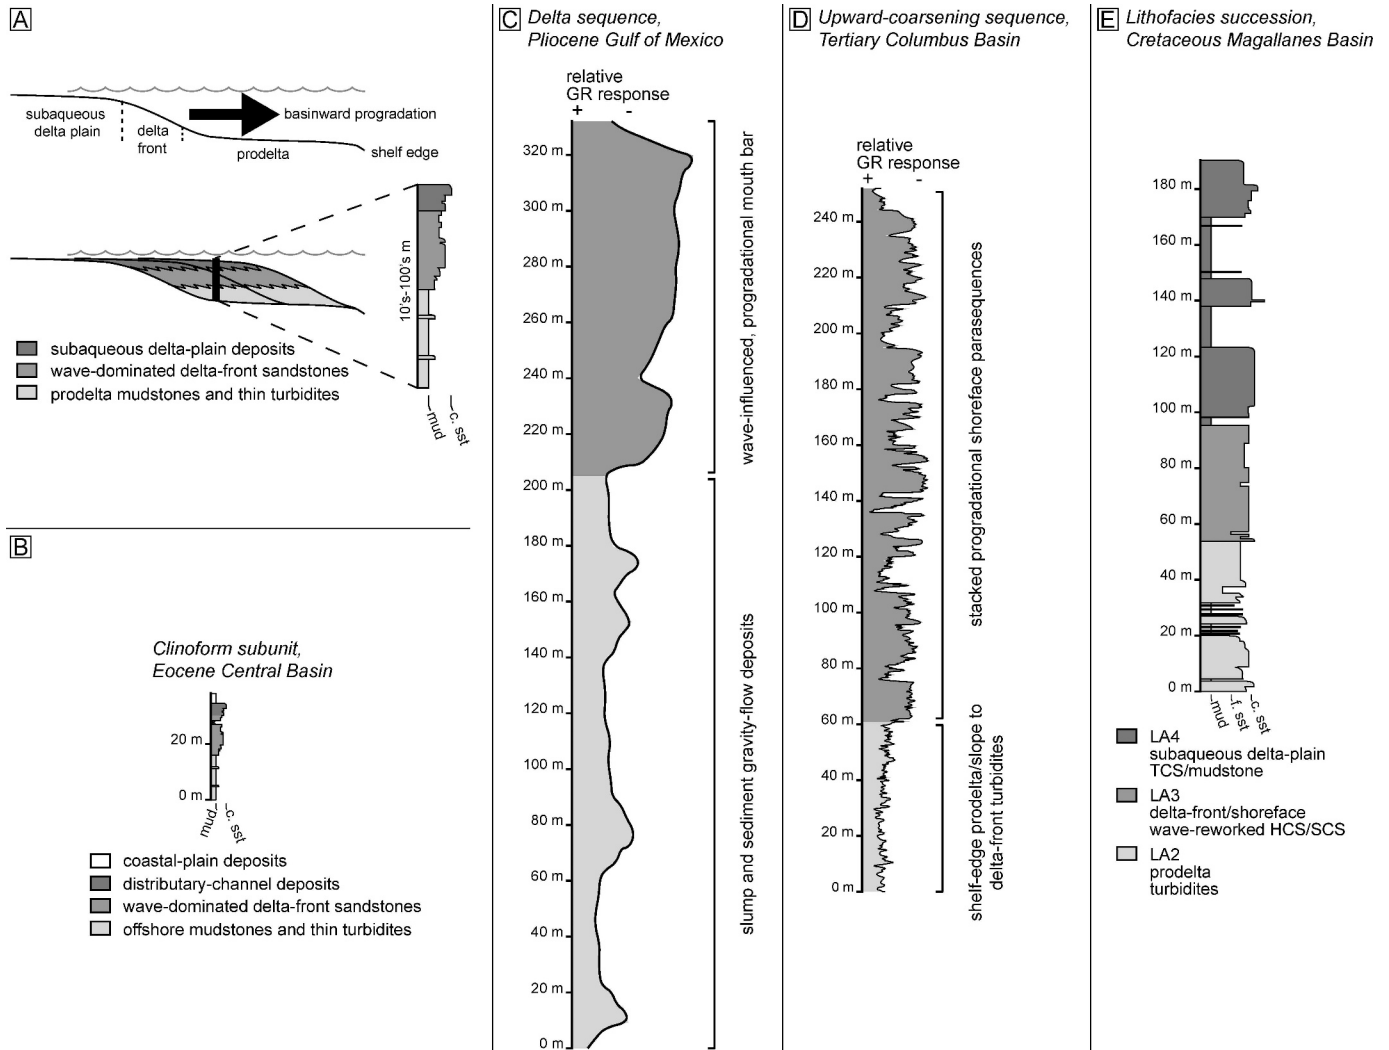 A
subaqueous
delta plain
delta
front
basinward progradation
prodelta
shelf edge
10's-100's m
mud
c. sst
subaqueous delta-plain deposits
wave-dominated delta-front sandstones
prodelta mudstones and thin turbidites
B
Clinoform subunit,
Eocene Central Basin
20 m
0 m
mud
c. sst
coastal-plain deposits
distributary-channel deposits
wave-dominated delta-front sandstones
offshore mudstones and thin turbidites
C
Delta sequence,
Pliocene Gulf of Mexico
relative
GR response
+ -
320 m
300 m
280 m
260 m
240 m
220 m
200 m
180 m
160 m
140 m
120 m
100 m
80 m
60 m
40 m
20 m
0 m
wave-influenced, progradational mouth bar
slump and sediment gravity-flow deposits
D
Upward-coarsening sequence,
Tertiary Columbus Basin
relative
GR response
+ -
240 m
220 m
200 m
180 m
160 m
140 m
120 m
100 m
80 m
60 m
40 m
20 m
0 m
stacked progradational shoreface parasequences
shelf-edge prodelta/slope to
delta-front turbidites
E
Lithofacies succession,
Cretaceous Magallanes Basin
180 m
160 m
140 m
120 m
100 m
80 m
60 m
40 m
20 m
0 m
mud
f. sst
c. sst
LA4
subaqueous delta-plain
TCS/mudstone
LA3
delta-front/shoreface
wave-reworked HCS/SCS
LA2
prodelta
turbidites